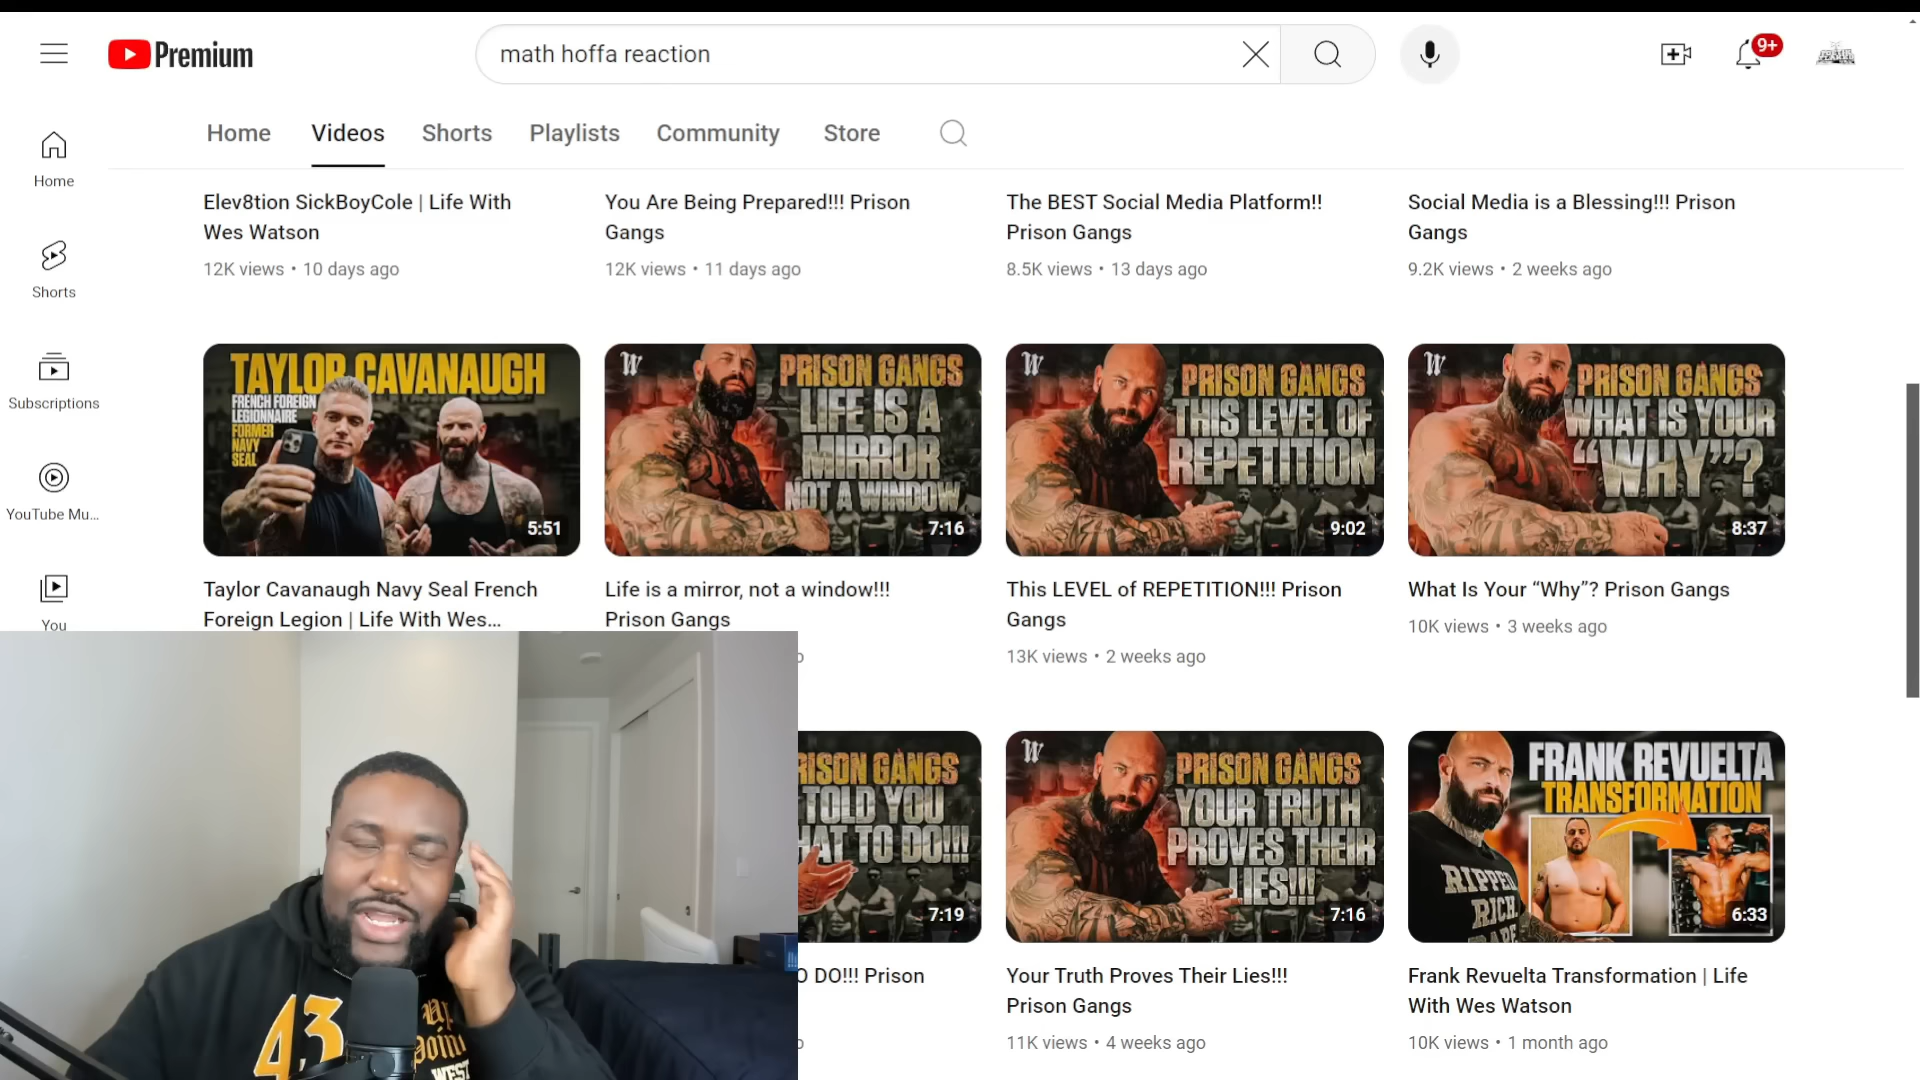 Premium
math hoffa reaction
9+
Home
Videos
Shorts
Playlists
Community
Store
Home
Shorts
Subscriptions
YouTube Mu...
You
Elev8tion SickBoyCole | Life With
Wes Watson
12K views • 10 days ago
You Are Being Prepared!!! Prison
Gangs
12K views • 11 days ago
The BEST Social Media Platform!!
Prison Gangs
8.5K views • 13 days ago
Social Media is a Blessing!!! Prison
Gangs
9.2K views • 2 weeks ago
TAYLOR CAVANAUGH
FRENCH FOREIGN
LEGIONNAIRE
FORMER
NAVY
SEAL
5:51
Taylor Cavanaugh Navy Seal French
Foreign Legion | Life With Wes...
W
PRISON GANGS
LIFE IS A
MIRROR
NOT A WINDOW
7:16
Life is a mirror, not a window!!!
Prison Gangs
W
PRISON GANGS
THIS LEVEL OF
REPETITION
9:02
This LEVEL of REPETITION!!! Prison
Gangs
13K views • 2 weeks ago
W
PRISON GANGS
WHAT IS YOUR
“WHY”?
8:37
What Is Your “Why”? Prison Gangs
10K views • 3 weeks ago
RISON GANGS
TOLD YOU
HAT TO DO!!!
7:19
O DO!!! Prison
W
PRISON GANGS
YOUR TRUTH
PROVES THEIR
LIES!!!
7:16
Your Truth Proves Their Lies!!!
Prison Gangs
11K views • 4 weeks ago
FRANK REVUELTA
TRANSFORMATION
RIPPED
RICH
6:33
Frank Revuelta Transformation | Life
With Wes Watson
10K views • 1 month ago
43
Up
Point
WEST